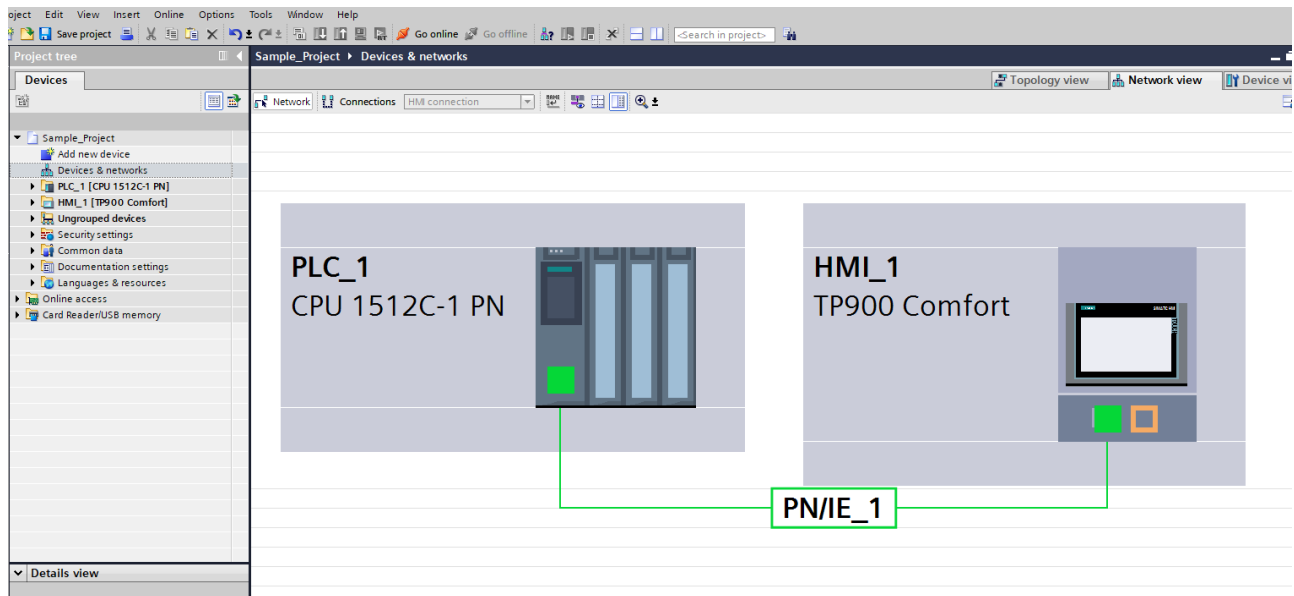 oject Edit View Insert Online Options Tools Window Help
Save project Go online Go offline <Search in project>
Project tree
Sample_Project Devices & networks
Devices
Topology view Network view Device vi
Network Connections HMI connection
Sample_Project
Add new device
Devices & networks
PLC_1 [CPU 1512C-1 PN]
HMI_1 [TP900 Comfort]
Ungrouped devices
Security settings
Common data
Documentation settings
Languages & resources
Online access
Card Reader/USB memory
PLC_1
CPU 1512C-1 PN
HMI_1
TP900 Comfort
PN/IE_1
Details view